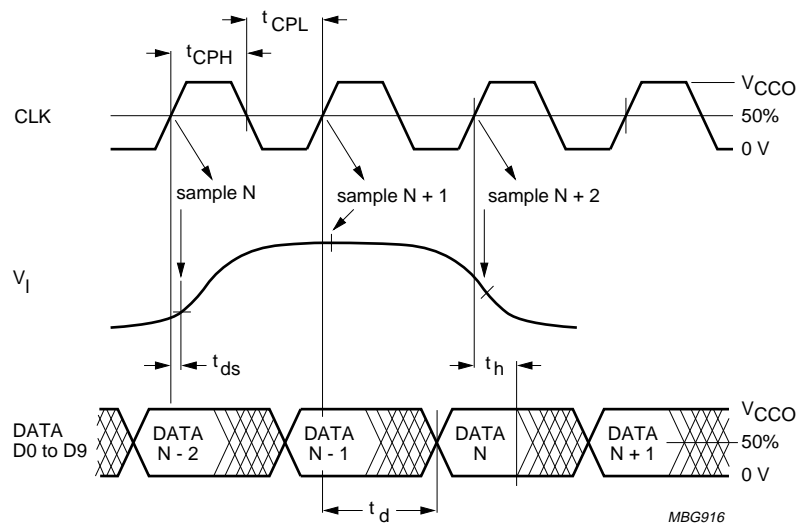 t CPL
t CPH
CLK
V CCO
50%
0 V
sample N
sample N + 1
sample N + 2
V I
t ds
t h
DATA
D0 to D9
DATA
N - 2
DATA
N - 1
DATA
N
DATA
N + 1
V CCO
50%
0 V
t d
MBG916